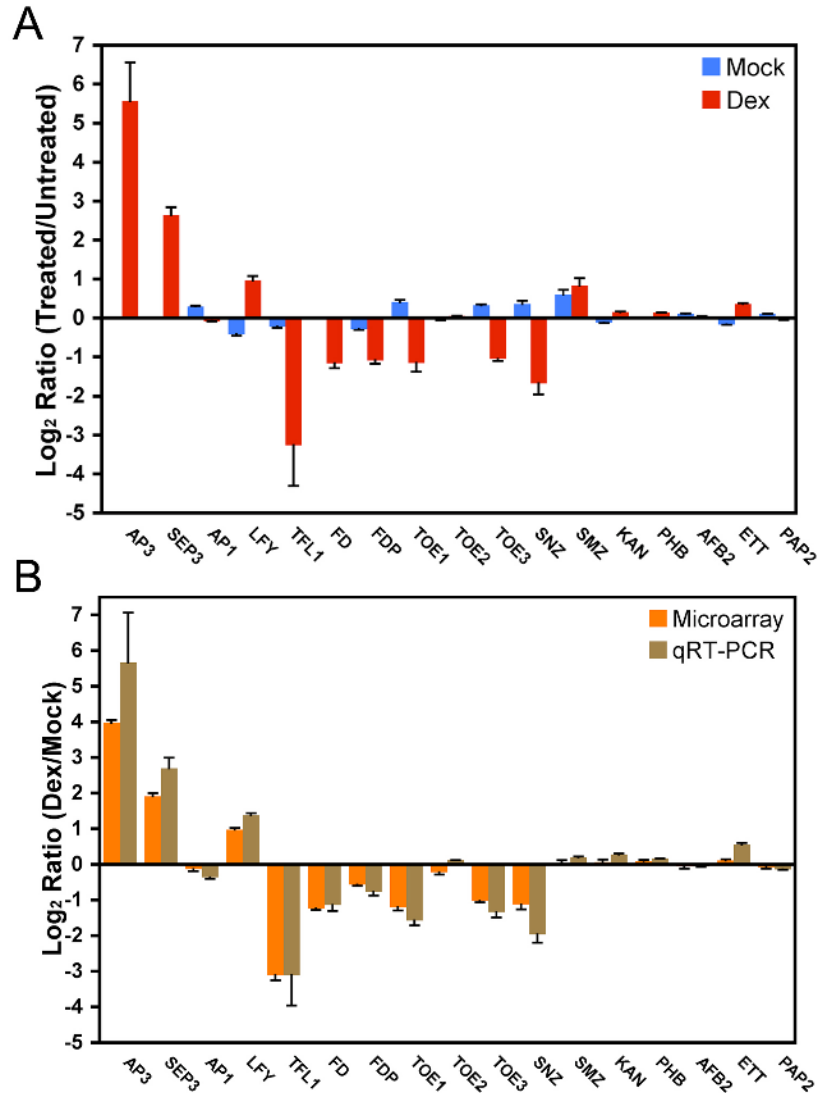 A
7
6
5
4
3
2
1
0
-1
-2
-3
-4
-5
Log₂ Ratio (Treated/Untreated)
Mock
Dex
AP3 SEP3 AP1 LFY TFL1 FD FDP TOE1 TOE2 TOE3 SNZ SMZ KAN PHB AFB2 ETT PAP2
B
7
6
5
4
3
2
1
0
-1
-2
-3
-4
-5
Log₂ Ratio (Dex/Mock)
Microarray
qRT-PCR
AP3 SEP3 AP1 LFY TFL1 FD FDP TOE1 TOE2 TOE3 SNZ SMZ KAN PHB AFB2 ETT PAP2